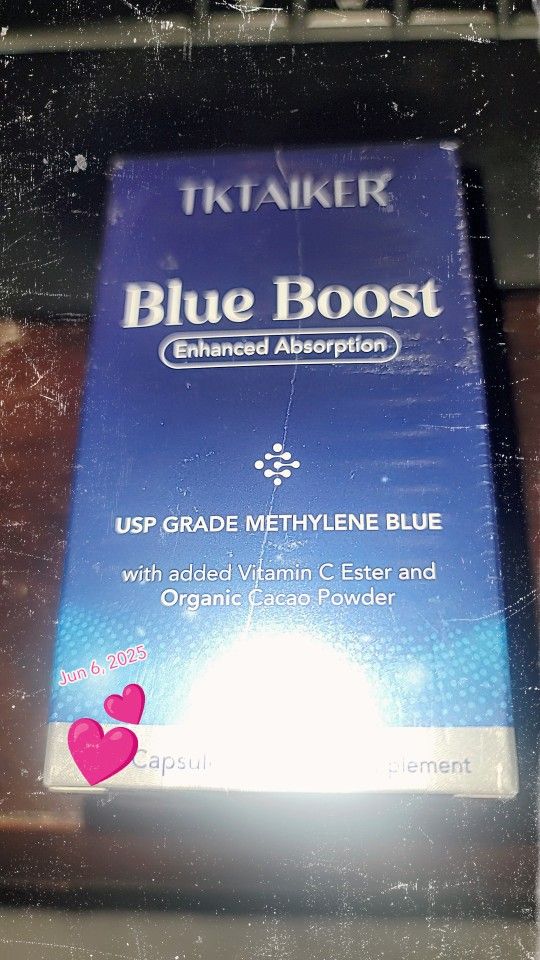 TKTAIKER
Blue Boost
Enhanced Absorption
USP GRADE METHYLENE BLUE
with added Vitamin C Ester and
Organic Cacao Powder
Jun 6, 2025